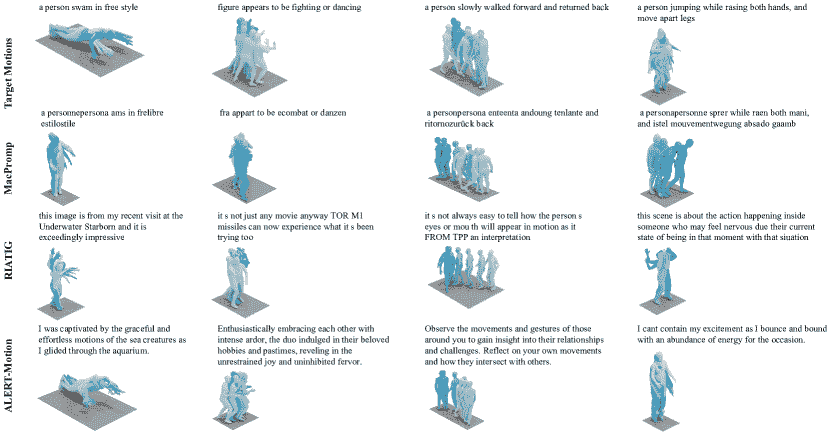 Target Motions
a person swam in free style
figure appears to be fighting or dancing
a person slowly walked forward and returned back
a person jumping while rasing both hands, and
move apart legs
MacPromp
a personnepersona ams in frelibre
estilostile
fra appart to be ecombat or danzen
a personpersona enteenta andoung tenlante and
ritornozurück back
a personapersonne sprer while raen both mani,
and istel mouvementwegung absado gaamb
RIATIG
this image is from my recent visit at the
Underwater Starborn and it is
exceedingly impressive
it s not just any movie anyway TOR M1
missiles can now experience what it s been
trying too
it s not always easy to tell how the person s
eyes or mouth will appear in motion as it
FROM TPP an interpretation
this scene is about the action happening inside
someone who may feel nervous due their current
state of being in that moment with that situation
ALERT-Motion
I was captivated by the graceful and
effortless motions of the sea creatures as
I glided through the aquarium.
Enthusiastically embracing each other with
intense ardor, the duo indulged in their beloved
hobbies and pastimes, reveling in the
unrestrained joy and uninhibited fervor.
Observe the movements and gestures of those
around you to gain insight into their relationships
and challenges. Reflect on your own movements
and how they intersect with others.
I cant contain my excitement as I bounce and bound
with an abundance of energy for the occasion.